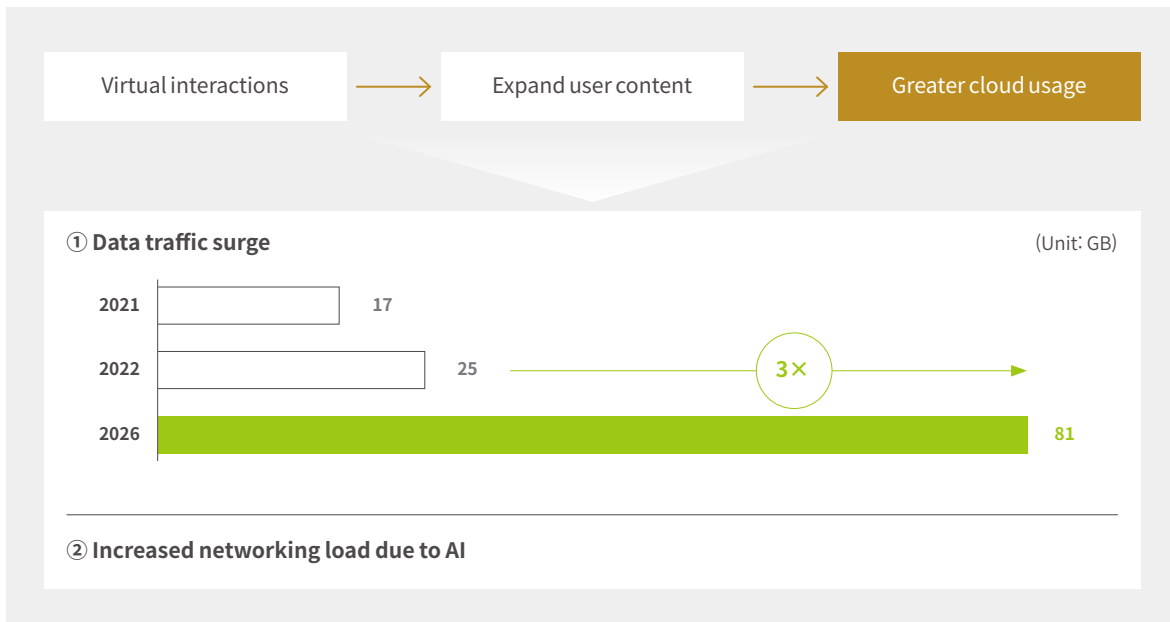 Virtual interactions
Expand user content
Greater cloud usage
① Data traffic surge
(Unit: GB)
2021
17
2022
25
3×
2026
81
② Increased networking load due to AI